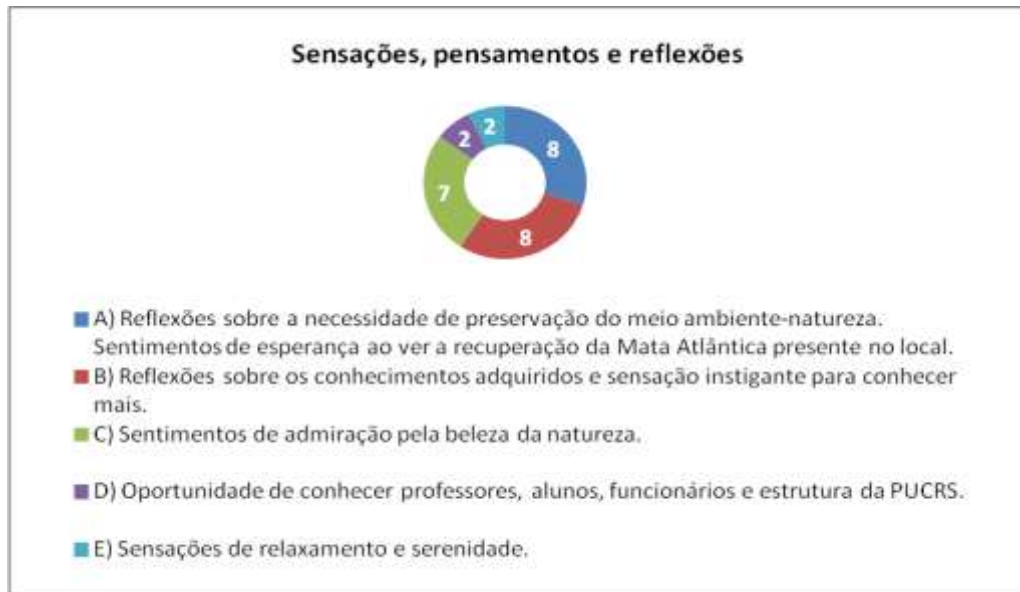 Sensações, pensamentos e reflexões
2
2
8
7
8
A) Reflexões sobre a necessidade de preservação do meio ambiente-natureza.
Sentimentos de esperança ao ver a recuperação da Mata Atlântica presente no local.
B) Reflexões sobre os conhecimentos adquiridos e sensação instigante para conhecer
mais.
C) Sentimentos de admiração pela beleza da natureza.
D) Oportunidade de conhecer professores, alunos, funcionários e estrutura da PUCRS.
E) Sensações de relaxamento e serenidade.